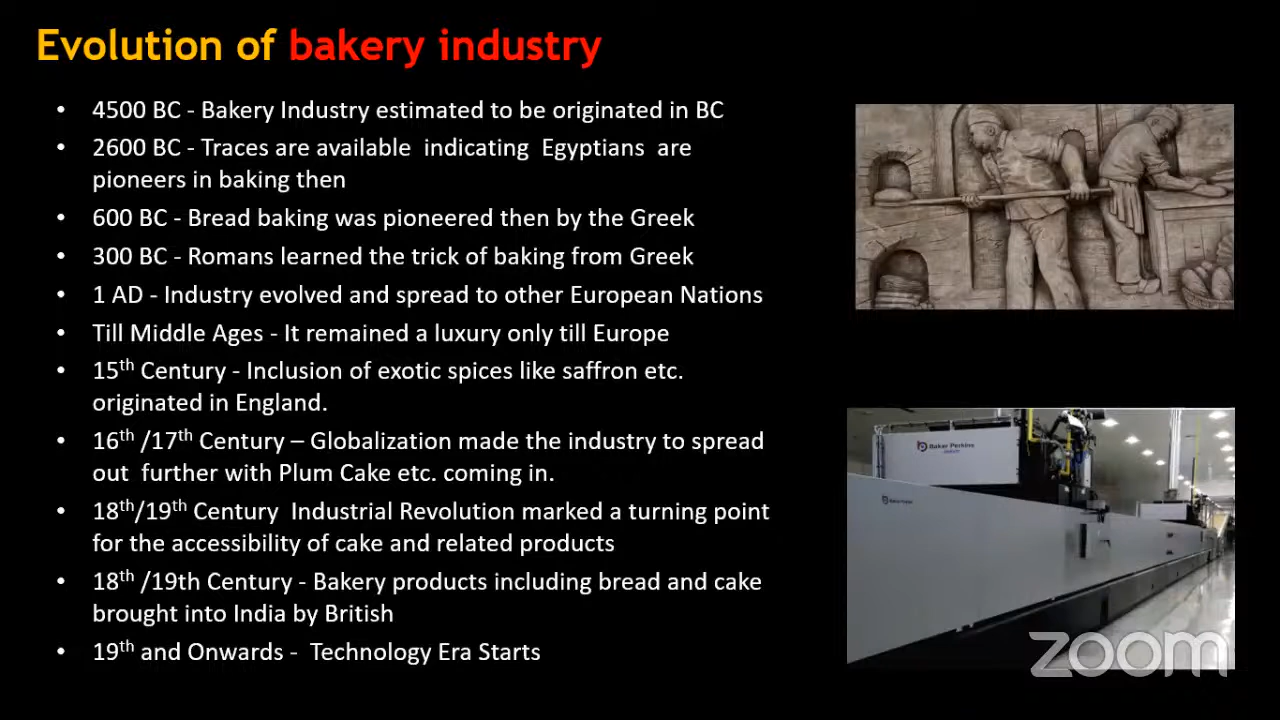 Evolution of bakery industry
• 4500 BC - Bakery Industry estimated to be originated in BC
• 2600 BC - Traces are available indicating Egyptians are
pioneers in baking then
• 600 BC - Bread baking was pioneered then by the Greek
• 300 BC - Romans learned the trick of baking from Greek
• 1 AD - Industry evolved and spread to other European Nations
• Till Middle Ages - It remained a luxury only till Europe
• 15th Century - Inclusion of exotic spices like saffron etc.
originated in England.
• 16th /17th Century – Globalization made the industry to spread
out further with Plum Cake etc. coming in.
• 18th/19th Century Industrial Revolution marked a turning point
for the accessibility of cake and related products
• 18th /19th Century - Bakery products including bread and cake
brought into India by British
• 19th and Onwards - Technology Era Starts
Baker Perkins
Baker Perkins
zoom